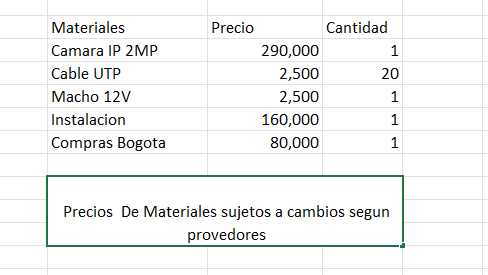 Materiales Precio Cantidad
Camara IP 2MP 290,000 1
Cable UTP 2,500 20
Macho 12V 2,500 1
Instalacion 160,000 1
Compras Bogota 80,000 1
Precios De Materiales sujetos a cambios segun
provedores